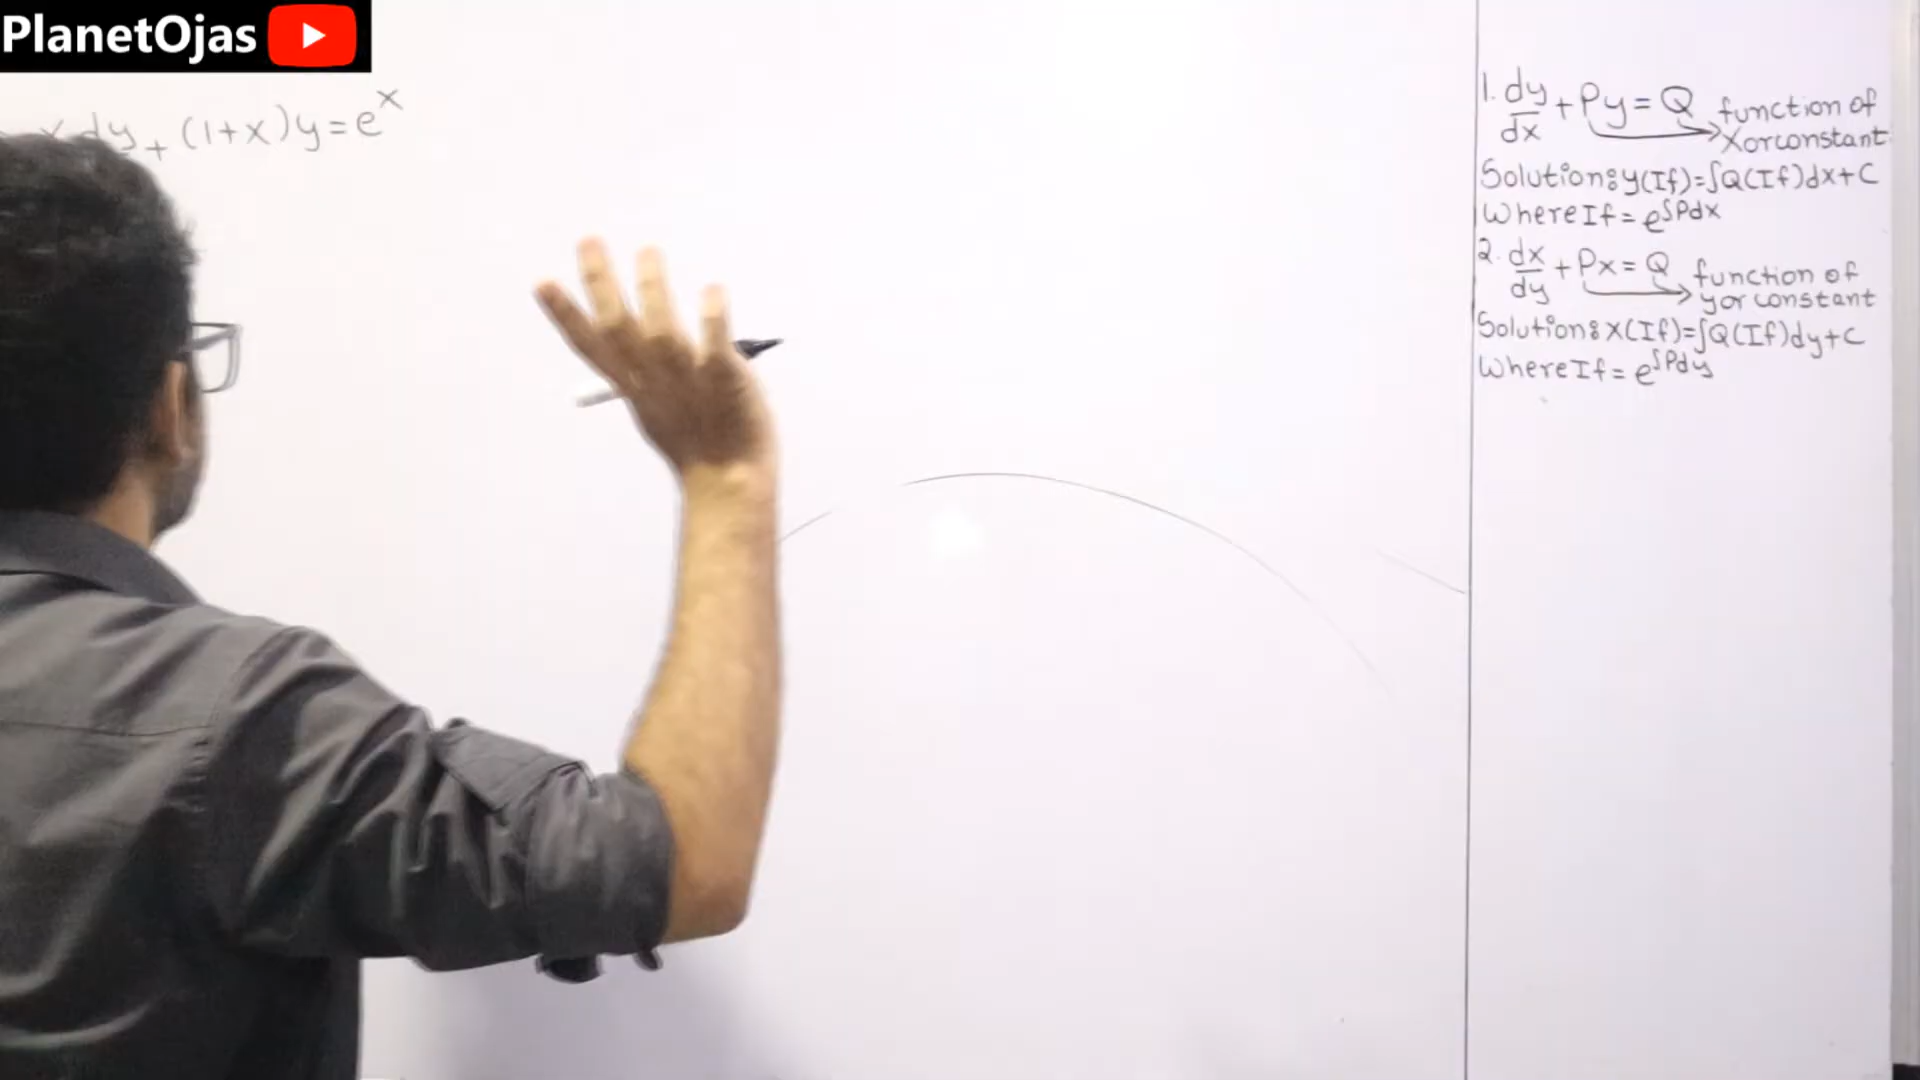 PlanetOjas
x dy + (1+x)y = e^x
1. dy/dx + Py = Q function of
x or constant
Solution: y(If) = ∫Q(If)dx + C
Where If = e^∫Pdx
2. dx/dy + Px = Q function of
y or constant
Solution: x(If) = ∫Q(If)dy + C
Where If = e^∫Pdy